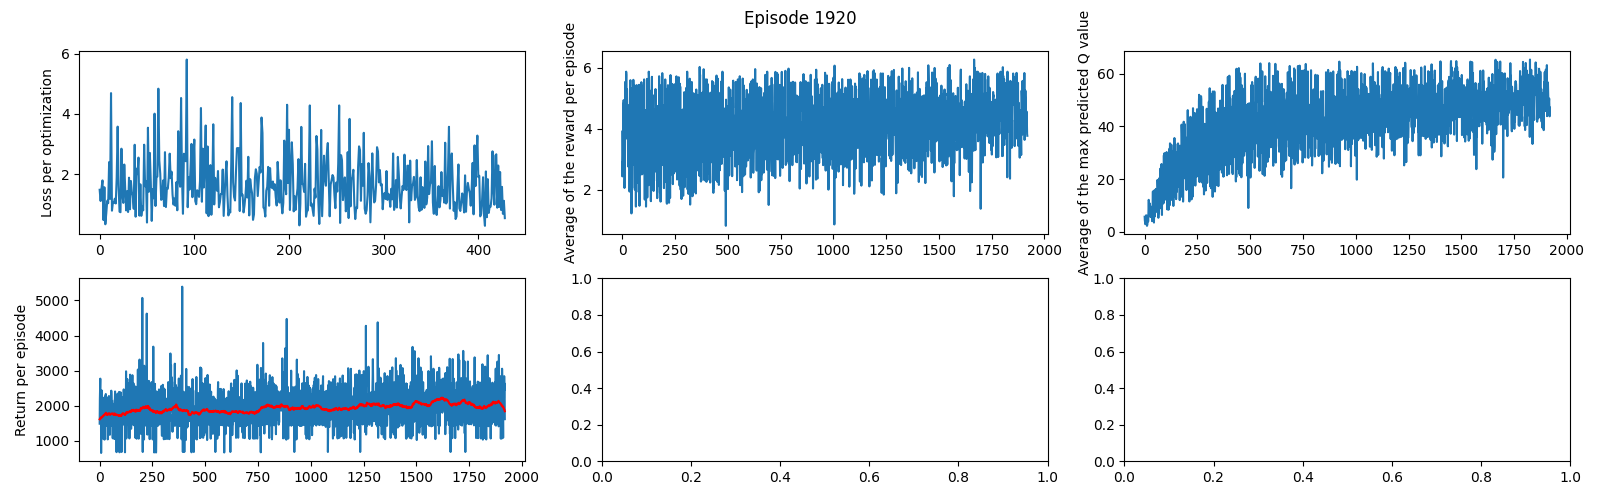 Episode 1920
Loss per optimization
6
4
2
0 100 200 300 400
Average of the reward per episode
6
4
2
0 250 500 750 1000 1250 1500 1750 2000
Average of the max predicted Q value
60
40
20
0
0 250 500 750 1000 1250 1500 1750 2000
Return per episode
5000
4000
3000
2000
1000
0 250 500 750 1000 1250 1500 1750 2000
1.0
0.8
0.6
0.4
0.2
0.0
0.0 0.2 0.4 0.6 0.8 1.0
1.0
0.8
0.6
0.4
0.2
0.0
0.0 0.2 0.4 0.6 0.8 1.0